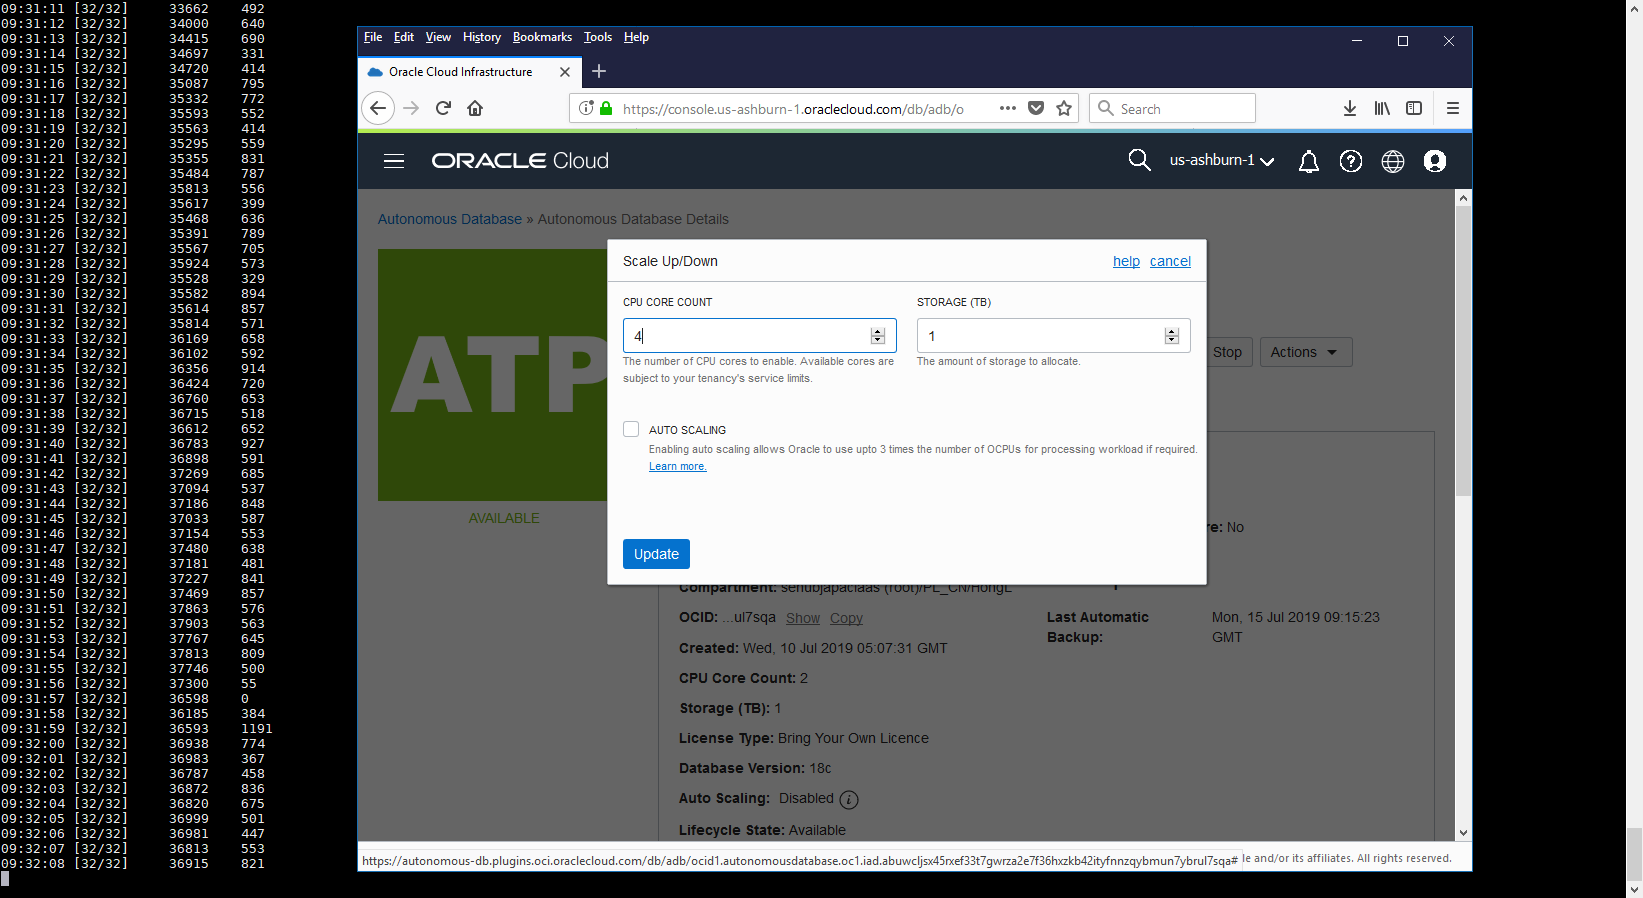 09:31:11 [32/32] 33662 492
09:31:12 [32/32] 34000 640
09:31:13 [32/32] 34415 690
09:31:14 [32/32] 34697 331
09:31:15 [32/32] 34720 414
09:31:16 [32/32] 35087 795
09:31:17 [32/32] 35332 772
09:31:18 [32/32] 35593 552
09:31:19 [32/32] 35563 414
09:31:20 [32/32] 35295 559
09:31:21 [32/32] 35355 831
09:31:22 [32/32] 35484 787
09:31:23 [32/32] 35813 556
09:31:24 [32/32] 35617 399
09:31:25 [32/32] 35468 636
09:31:26 [32/32] 35391 789
09:31:27 [32/32] 35567 705
09:31:28 [32/32] 35924 573
09:31:29 [32/32] 35528 329
09:31:30 [32/32] 35582 894
09:31:31 [32/32] 35614 857
09:31:32 [32/32] 35814 571
09:31:33 [32/32] 36169 658
09:31:34 [32/32] 36102 592
09:31:35 [32/32] 36356 914
09:31:36 [32/32] 36424 720
09:31:37 [32/32] 36760 653
09:31:38 [32/32] 36715 518
09:31:39 [32/32] 36612 652
09:31:40 [32/32] 36783 927
09:31:41 [32/32] 36898 591
09:31:42 [32/32] 37269 685
09:31:43 [32/32] 37094 537
09:31:44 [32/32] 37186 848
09:31:45 [32/32] 37033 587
09:31:46 [32/32] 37154 553
09:31:47 [32/32] 37480 638
09:31:48 [32/32] 37181 481
09:31:49 [32/32] 37227 841
09:31:50 [32/32] 37469 857
09:31:51 [32/32] 37863 576
09:31:52 [32/32] 37903 563
09:31:53 [32/32] 37767 645
09:31:54 [32/32] 37813 809
09:31:55 [32/32] 37746 500
09:31:56 [32/32] 37300 55
09:31:57 [32/32] 36598 0
09:31:58 [32/32] 36185 384
09:31:59 [32/32] 36593 1191
09:32:00 [32/32] 36938 774
09:32:01 [32/32] 36983 367
09:32:02 [32/32] 36787 458
09:32:03 [32/32] 36872 836
09:32:04 [32/32] 36820 675
09:32:05 [32/32] 36999 501
09:32:06 [32/32] 36981 447
09:32:07 [32/32] 36813 553
09:32:08 [32/32] 36915 821
File Edit View History Bookmarks Tools Help
Oracle Cloud Infrastructure
https://console.us-ashburn-1.oraclecloud.com/db/adb/o
Search
ORACLE Cloud
us-ashburn-1
Autonomous Database » Autonomous Database Details
ATP
AVAILABLE
Scale Up/Down
help cancel
CPU CORE COUNT
4
The number of CPU cores to enable. Available cores are
subject to your tenancy's service limits.
STORAGE (TB)
1
The amount of storage to allocate.
AUTO SCALING
Enabling auto scaling allows Oracle to use upto 3 times the number of OCPUs for processing workload if required.
Learn more.
Update
Stop
Actions
re: No
Compartment:
OCID: ...ul7sqa Show Copy
Created: Wed, 10 Jul 2019 05:07:31 GMT
CPU Core Count: 2
Storage (TB): 1
License Type: Bring Your Own Licence
Database Version: 18c
Auto Scaling: Disabled
Lifecycle State: Available
Last Automatic
Backup:
Mon, 15 Jul 2019 09:15:23
GMT
https://autonomous-db.plugins.oci.oraclecloud.com/db/adb/ocid1.autonomousdatabase.oc1.iad.abuwcljsx45rxef33t7gwrza2e7f36hxzkb42ityfnnzqybmun7ybrul7sqa#
le and/or its affiliates. All rights reserved.